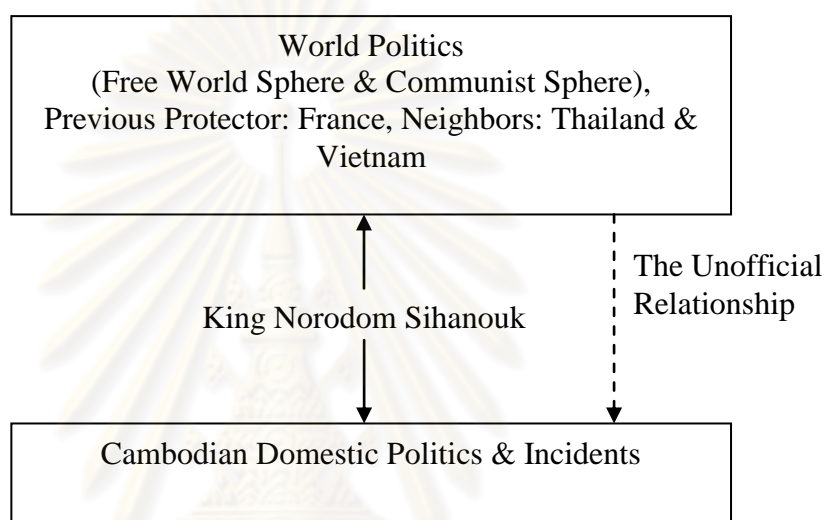 World Politics
(Free World Sphere & Communist Sphere),
Previous Protector: France, Neighbors: Thailand &
Vietnam
The Unofficial
Relationship
King Norodom Sihanouk
Cambodian Domestic Politics & Incidents